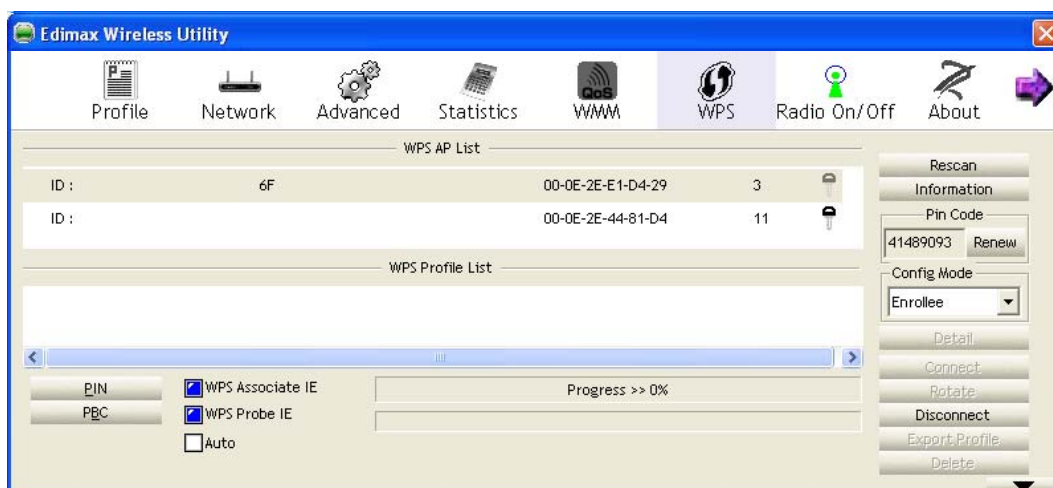 Edimax Wireless Utility
Profile Network Advanced Statistics WMM WPS Radio On/Off About
QoS
WPS AP List
ID : 6F 00-0E-2E-E1-D4-29 3
ID : 00-0E-2E-44-81-D4 11
WPS Profile List
Rescan
Information
Pin Code
41489093 Renew
Config Mode
Enrollee
Detail
Connect
Rotate
Disconnect
Export Profile
Delete
PIN
PBC
WPS Associate IE
WPS Probe IE
Auto
Progress >> 0%